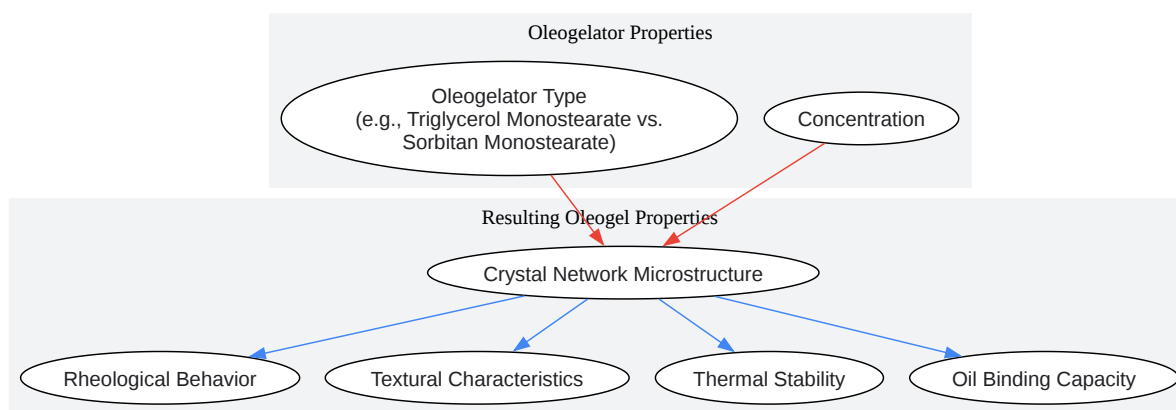 Oleogelator Properties
Oleogelator Type
(e.g., Triglycerol Monostearate vs.
Sorbitan Monostearate)
Concentration
Resulting Oleogel Properties
Crystal Network Microstructure
Rheological Behavior
Textural Characteristics
Thermal Stability
Oil Binding Capacity